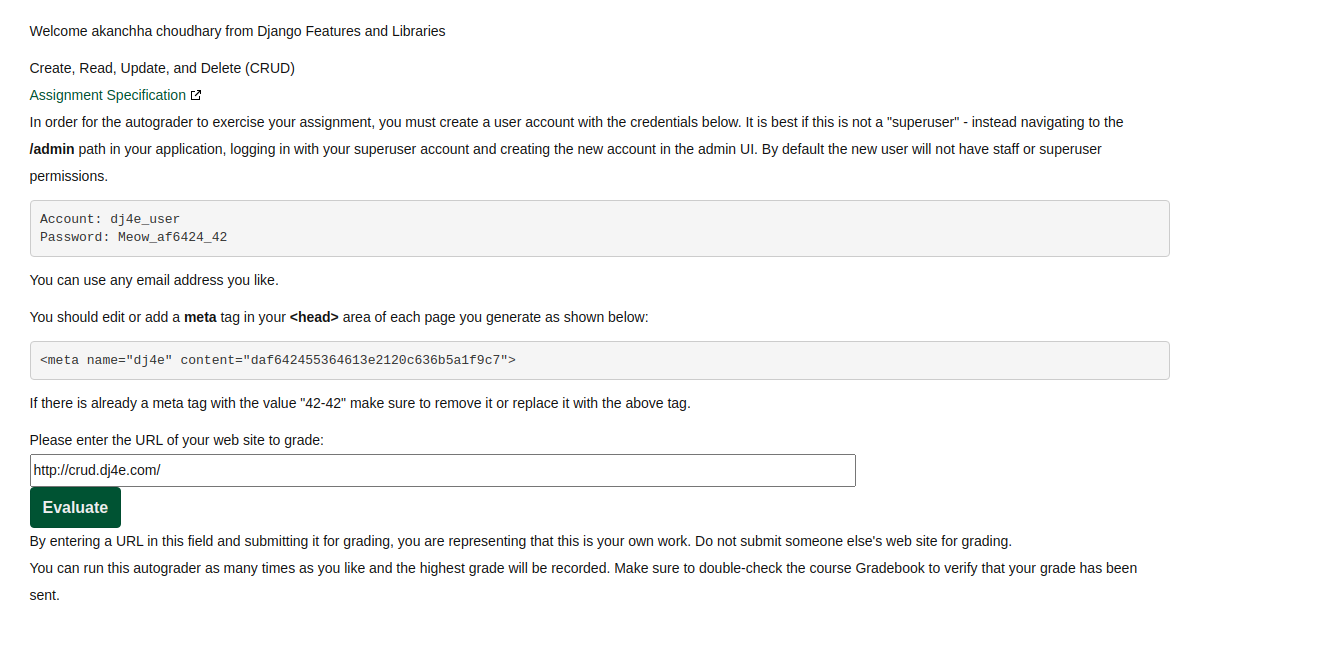 Welcome akanchha choudhary from Django Features and Libraries
Create, Read, Update, and Delete (CRUD)
Assignment Specification
In order for the autograder to exercise your assignment, you must create a user account with the credentials below. It is best if this is not a "superuser" - instead navigating to the
/admin path in your application, logging in with your superuser account and creating the new account in the admin UI. By default the new user will not have staff or superuser
permissions.
Account: dj4e_user
Password: Meow_af6424_42
You can use any email address you like.
You should edit or add a meta tag in your <head> area of each page you generate as shown below:
<meta name="dj4e" content="daf642455364613e2120c636b5a1f9c7">
If there is already a meta tag with the value "42-42" make sure to remove it or replace it with the above tag.
Please enter the URL of your web site to grade:
http://crud.dj4e.com/
Evaluate
By entering a URL in this field and submitting it for grading, you are representing that this is your own work. Do not submit someone else's web site for grading.
You can run this autograder as many times as you like and the highest grade will be recorded. Make sure to double-check the course Gradebook to verify that your grade has been
sent.